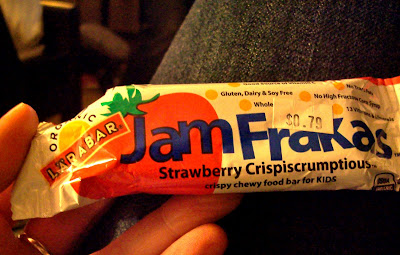 ORGANIC
LÄRABAR
Gluten, Dairy & Soy Free
No High Fructose Corn Syrup
Whole
$0.79
JamFrakas
Strawberry Crispiscrumptious
crispy chewy food bar for KIDS